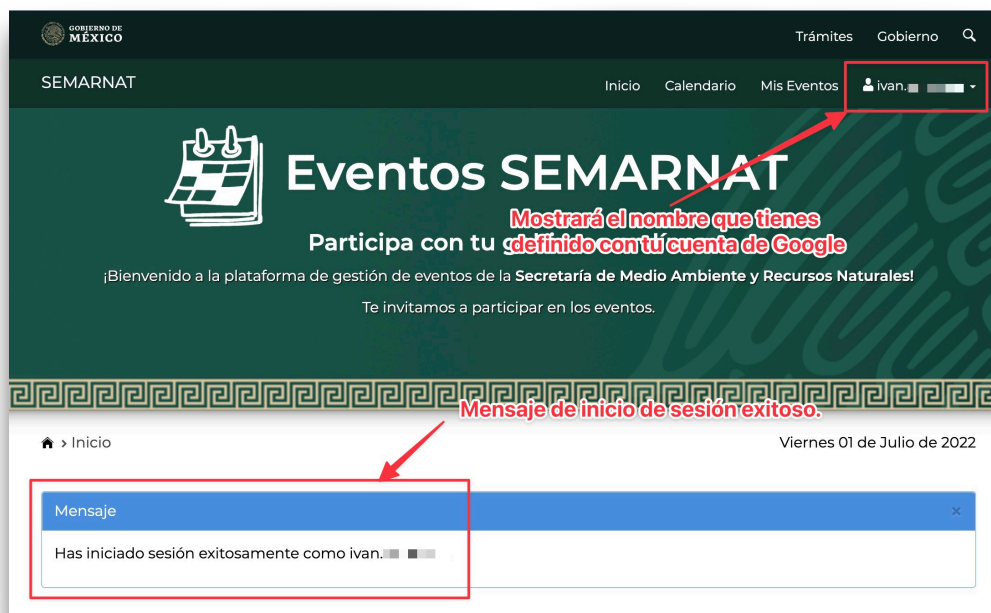 GOBIERNO DE
MÉXICO
Trámites Gobierno
SEMARNAT
Inicio Calendario Mis Eventos ivan.
Eventos SEMARNAT
Mostrará el nombre que tienes
definido con tú cuenta de Google
Participa con tu
¡Bienvenido a la plataforma de gestión de eventos de la Secretaría de Medio Ambiente y Recursos Naturales!
Te invitamos a participar en los eventos.
Mensaje de inicio de sesión exitoso.
> Inicio
Viernes 01 de Julio de 2022
Mensaje ×
Has iniciado sesión exitosamente como ivan.